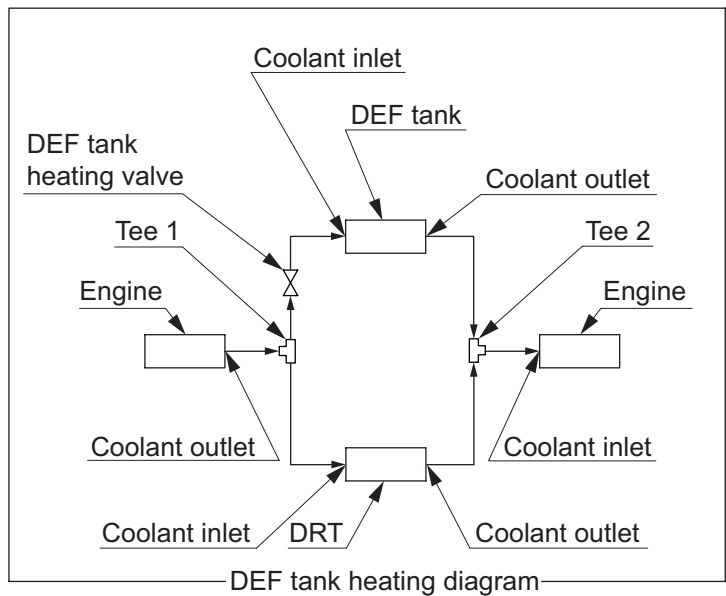 Coolant inlet
DEF tank
DEF tank
heating valve
Coolant outlet
Tee 1
Tee 2
Engine
Engine
Coolant outlet
Coolant inlet
Coolant inlet
DRT
Coolant outlet
DEF tank heating diagram